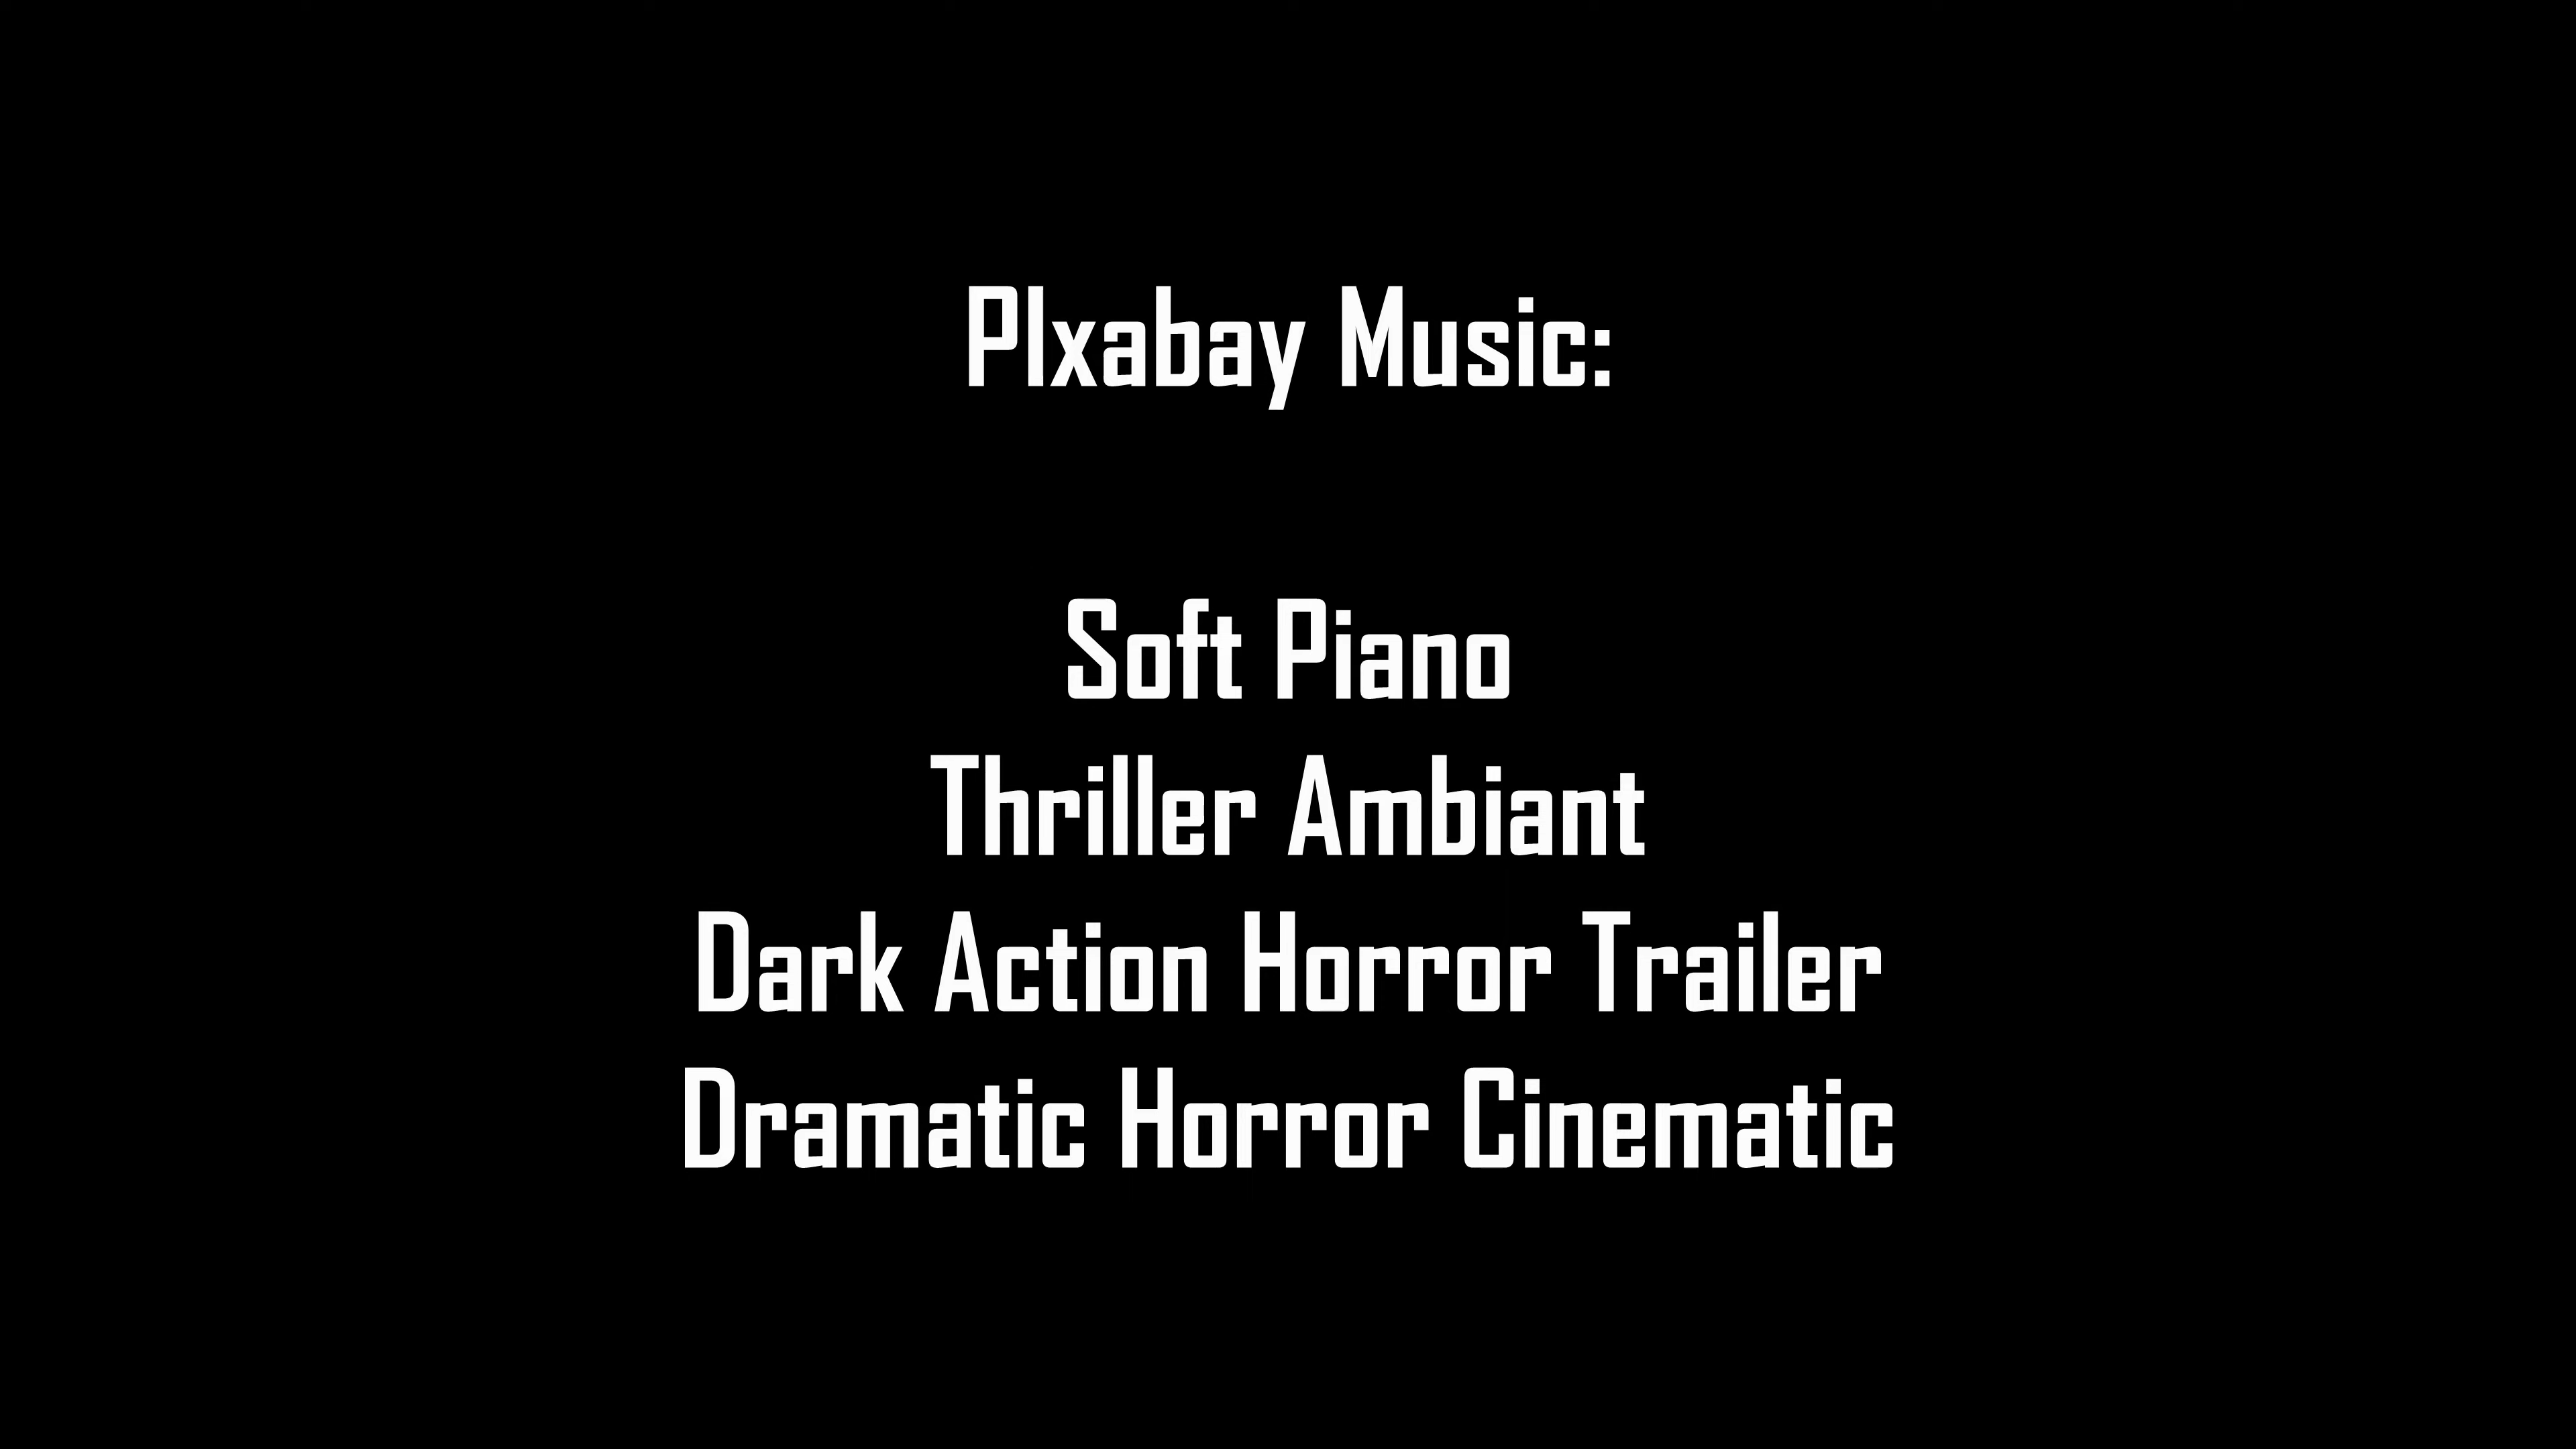 PIxabay Music:
Soft Piano
Thriller Ambiant
Dark Action Horror Trailer
Dramatic Horror Cinematic